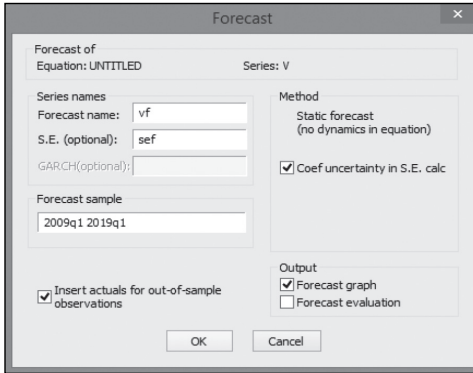 Forecast
×
Forecast of
Equation: UNTITLED Series: V
Series names
Forecast name: vf
S.E. (optional): sef
GARCH(optional):
Forecast sample
2009q1 2019q1
Insert actuals for out-of-sample
observations
Method
Static forecast
(no dynamics in equation)
Coef uncertainty in S.E. calc
Output
Forecast graph
Forecast evaluation
OK Cancel